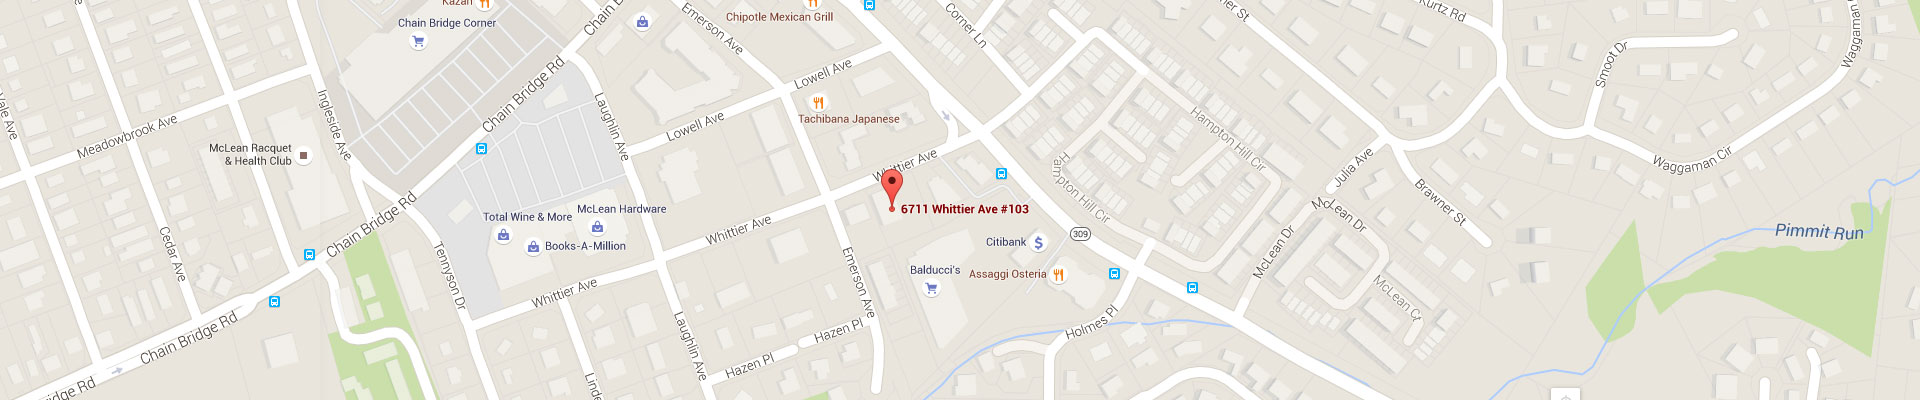 Kazan
Chain Bridge Corner
Chipotle Mexican Grill
Emerson Ave
Corner Ln
Kurtz Rd
Smoot Dr
Waggaman
Chain Bridge Rd
Lowell Ave
Vale Ave
Ingleside Ave
Meadowbrook Ave
McLean Racquet
& Health Club
Laughlin Ave
Lowell Ave
Tachibana Japanese
Whittier Ave
Hampton Hill Cir
Hampton Hill Cir
Julia Ave
Waggaman Cir
Brawner St
McLean Dr
Chain Bridge Rd
Cedar Ave
Total Wine & More
McLean Hardware
Books-A-Million
Whittier Ave
6711 Whittier Ave #103
309
Citibank
Pimmit Run
Tennyson Dr
Emerson Ave
Balducci's
Assaggi Osteria
McLean Dr
McLean Ct
Whittier Ave
Chain Bridge Rd
Laughlin Ave
Hazen Pl
Hazen Pl
Holmes Pl